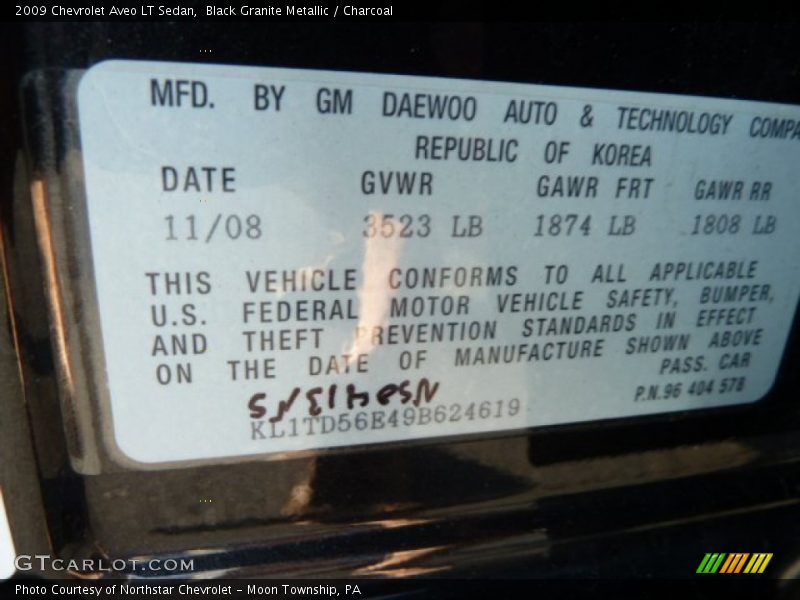 2009 Chevrolet Aveo LT Sedan, Black Granite Metallic / Charcoal
MFD. BY GM DAEWOO AUTO & TECHNOLOGY COMPA
REPUBLIC OF KOREA
DATE GVWR GAWR FRT GAWR RR
11/08 3523 LB 1874 LB 1808 LB
THIS VEHICLE CONFORMS TO ALL APPLICABLE
U.S. FEDERAL MOTOR VEHICLE SAFETY, BUMPER,
AND THEFT PREVENTION STANDARDS IN EFFECT
ON THE DATE OF MANUFACTURE SHOWN ABOVE
PASS. CAR
P.N.96 404 578
KL1TD56E49B624619
GTCARLOT.COM
Photo Courtesy of Northstar Chevrolet - Moon Township, PA